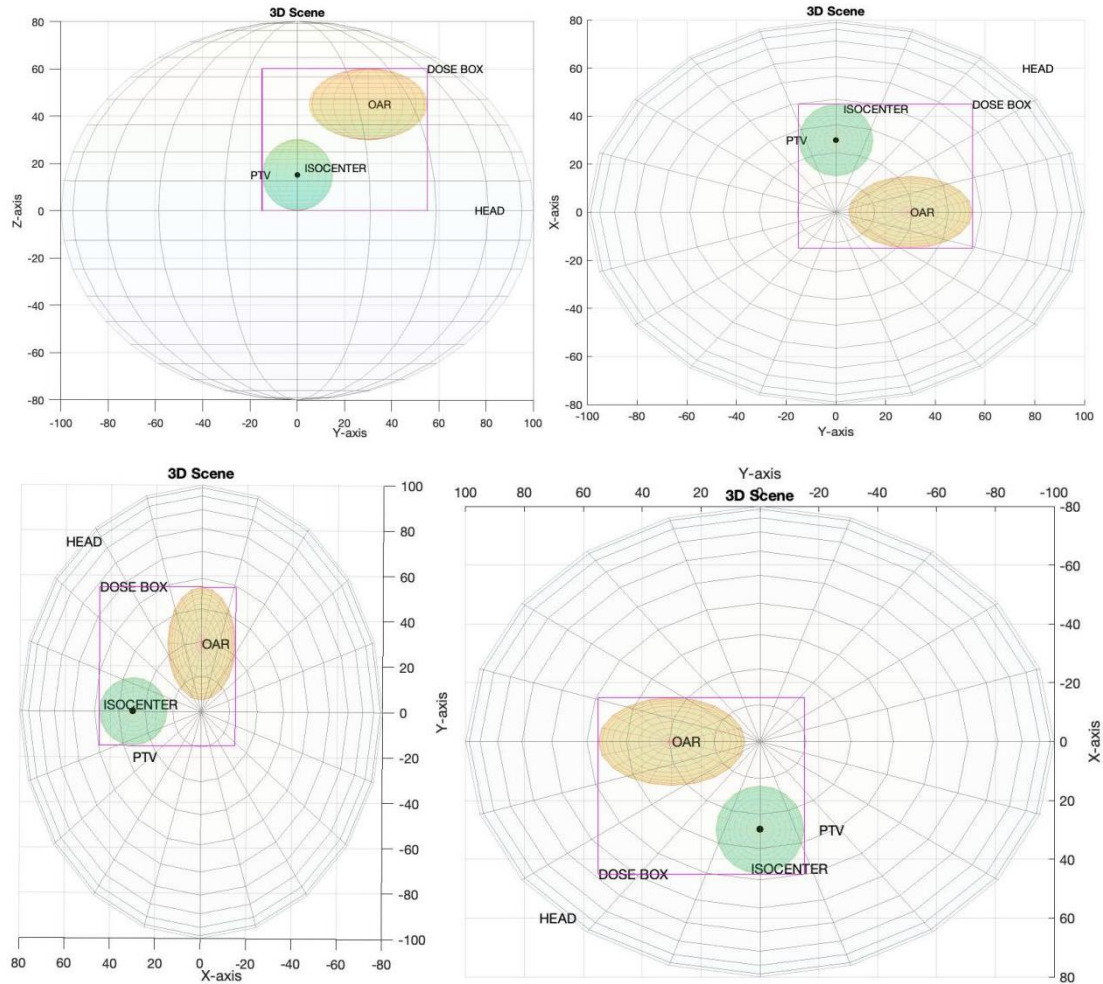 3D Scene
80
60
40
20
0
-20
-40
-60
-80
Z-axis
DOSE BOX
OAR
ISOCENTER
PTV
HEAD
-100 -80 -60 -40 -20 0 20 40 60 80 100
Y-axis
3D Scene
80
60
40
20
0
-20
-40
-60
-80
X-axis
HEAD
ISOCENTER
DOSE BOX
PTV
OAR
-100 -80 -60 -40 -20 0 20 40 60 80 100
Y-axis
3D Scene
100
80
60
40
20
0
-20
-40
-60
-80
-100
Y-axis
HEAD
DOSE BOX
OAR
ISOCENTER
PTV
80 60 40 20 0 -20 -40 -60 -80
X-axis
Y-axis
100 80 60 40 20 0 -20 -40 -60 -80 -100
3D Scene
-80
-60
-40
-20
0
20
40
60
80
X-axis
OAR
PTV
ISOCENTER
DOSE BOX
HEAD